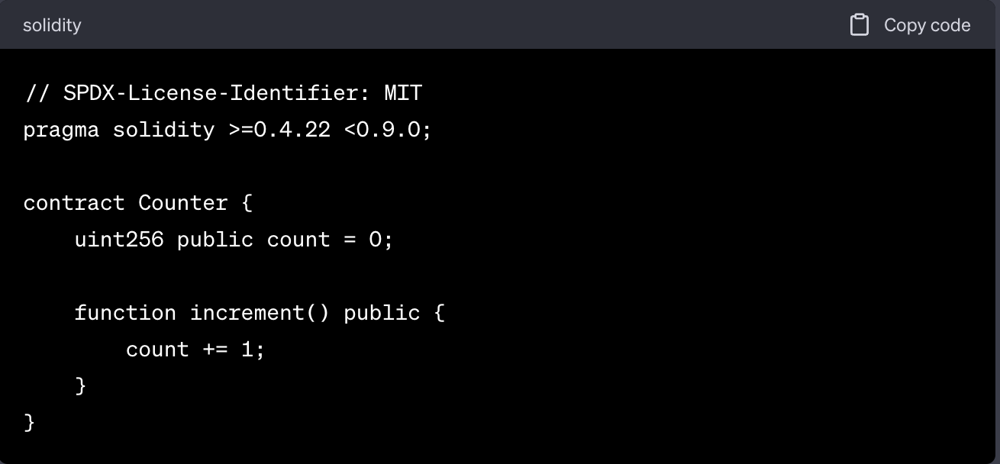 solidity
Copy code
// SPDX-License-Identifier: MIT
pragma solidity >=0.4.22 <0.9.0;
contract Counter {
    uint256 public count = 0;
    function increment() public {
        count += 1;
    }
}